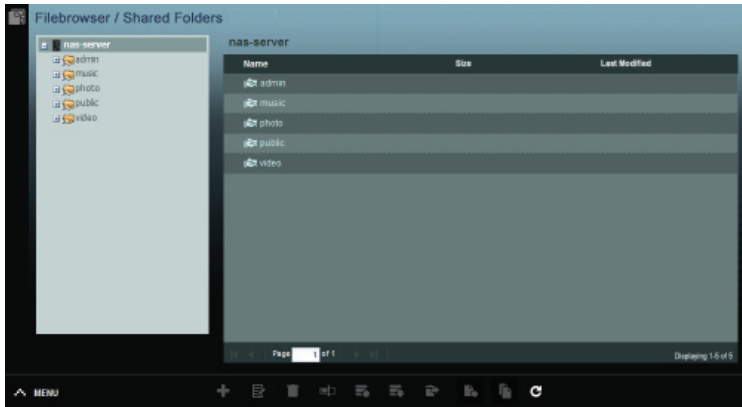 Filebrowser / Shared Folders
nas-server
admin
music
photo
public
video
nas-server
Name Size Last Modified
admin
music
photo
public
video
Page 1 of 1
Displaying 1-5 of 5
MENU